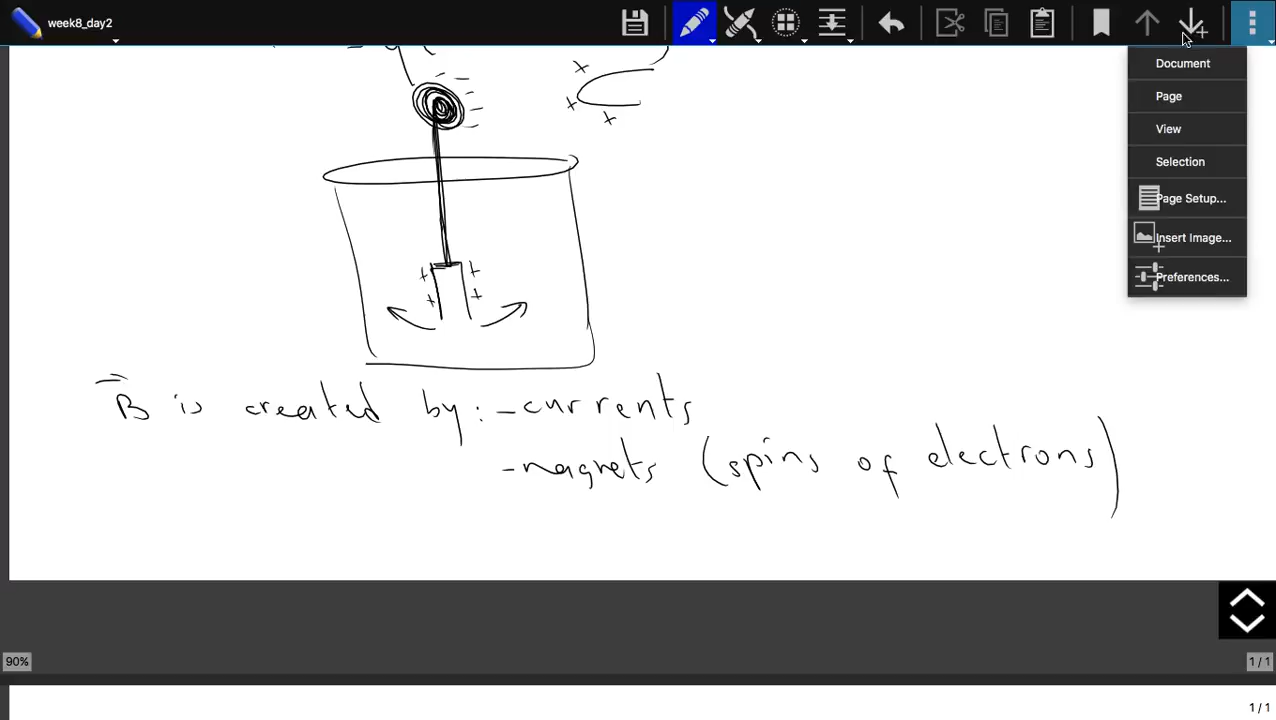 week8_day2
Document
Page
View
Selection
Page Setup...
Insert Image...
Preferences...
+
+ +
+ +
+ +
B is created by: - currents
- magnets (spins of electrons)
90%
1 / 1
1 / 1